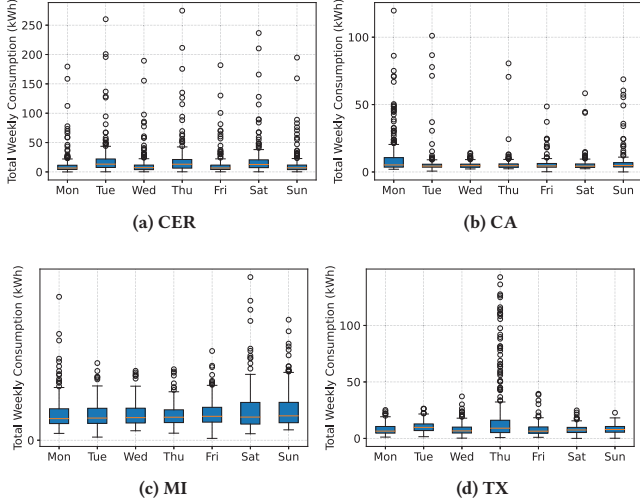 Total Weekly Consumption (kWh)
250
200
150
100
50
0
Mon Tue Wed Thu Fri Sat Sun
(a) CER
Total Weekly Consumption (kWh)
100
50
0
Mon Tue Wed Thu Fri Sat Sun
(b) CA
Total Weekly Consumption (kWh)
0
Mon Tue Wed Thu Fri Sat Sun
(c) MI
Total Weekly Consumption (kWh)
100
50
0
Mon Tue Wed Thu Fri Sat Sun
(d) TX